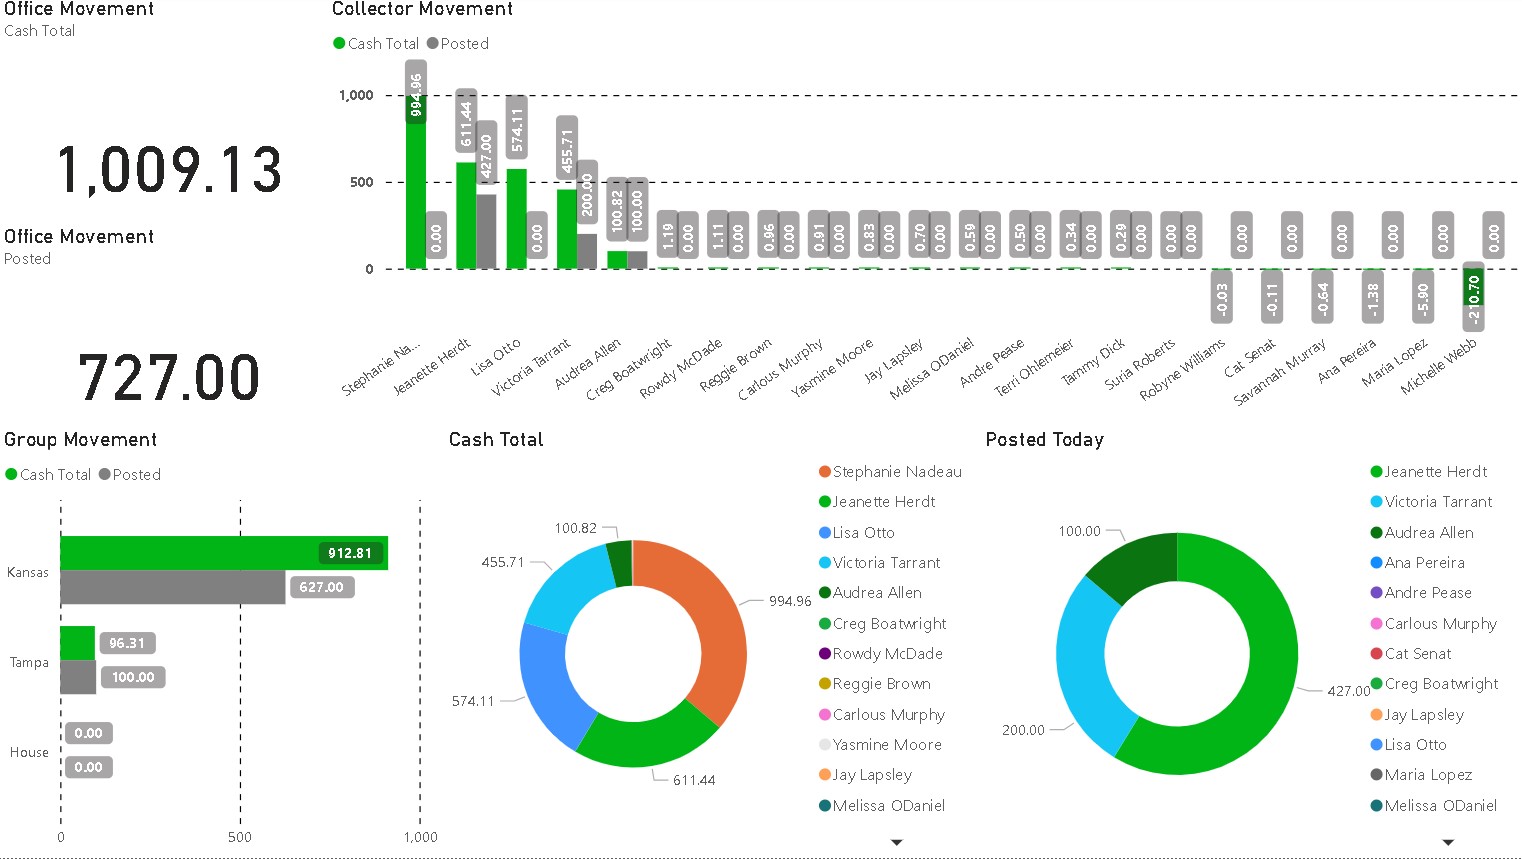 Office Movement
Cash Total
1,009.13
Office Movement
Posted
727.00
Collector Movement
Cash Total Posted
1,000
500
0
994.96
0.00
611.44
427.00
574.11
0.00
455.71
200.00
100.82
100.00
1.19
0.00
1.11
0.00
0.96
0.00
0.91
0.00
0.83
0.00
0.70
0.00
0.59
0.00
0.50
0.00
0.34
0.00
0.29
0.00
0.00
0.00
-0.03
0.00
-0.11
0.00
-0.64
0.00
-1.38
0.00
-5.90
0.00
-210.70
0.00
Stephanie Na...
Jeanette Herdt
Lisa Otto
Victoria Tarrant
Audrea Allen
Creg Boatwright
Rowdy McDade
Reggie Brown
Carlous Murphy
Yasmine Moore
Jay Lapsley
Melissa ODaniel
Andre Pease
Terri Ohlemeier
Tammy Dick
Suria Roberts
Robyne Williams
Cat Senat
Savannah Murray
Ana Pereira
Maria Lopez
Michelle Webb
Group Movement
Cash Total Posted
Kansas
912.81
627.00
Tampa
96.31
100.00
House
0.00
0.00
0
500
1,000
Cash Total
100.82
455.71
994.96
574.11
611.44
Stephanie Nadeau
Jeanette Herdt
Lisa Otto
Victoria Tarrant
Audrea Allen
Creg Boatwright
Rowdy McDade
Reggie Brown
Carlous Murphy
Yasmine Moore
Jay Lapsley
Melissa ODaniel
Posted Today
100.00
427.00
200.00
Jeanette Herdt
Victoria Tarrant
Audrea Allen
Ana Pereira
Andre Pease
Carlous Murphy
Cat Senat
Creg Boatwright
Jay Lapsley
Lisa Otto
Maria Lopez
Melissa ODaniel